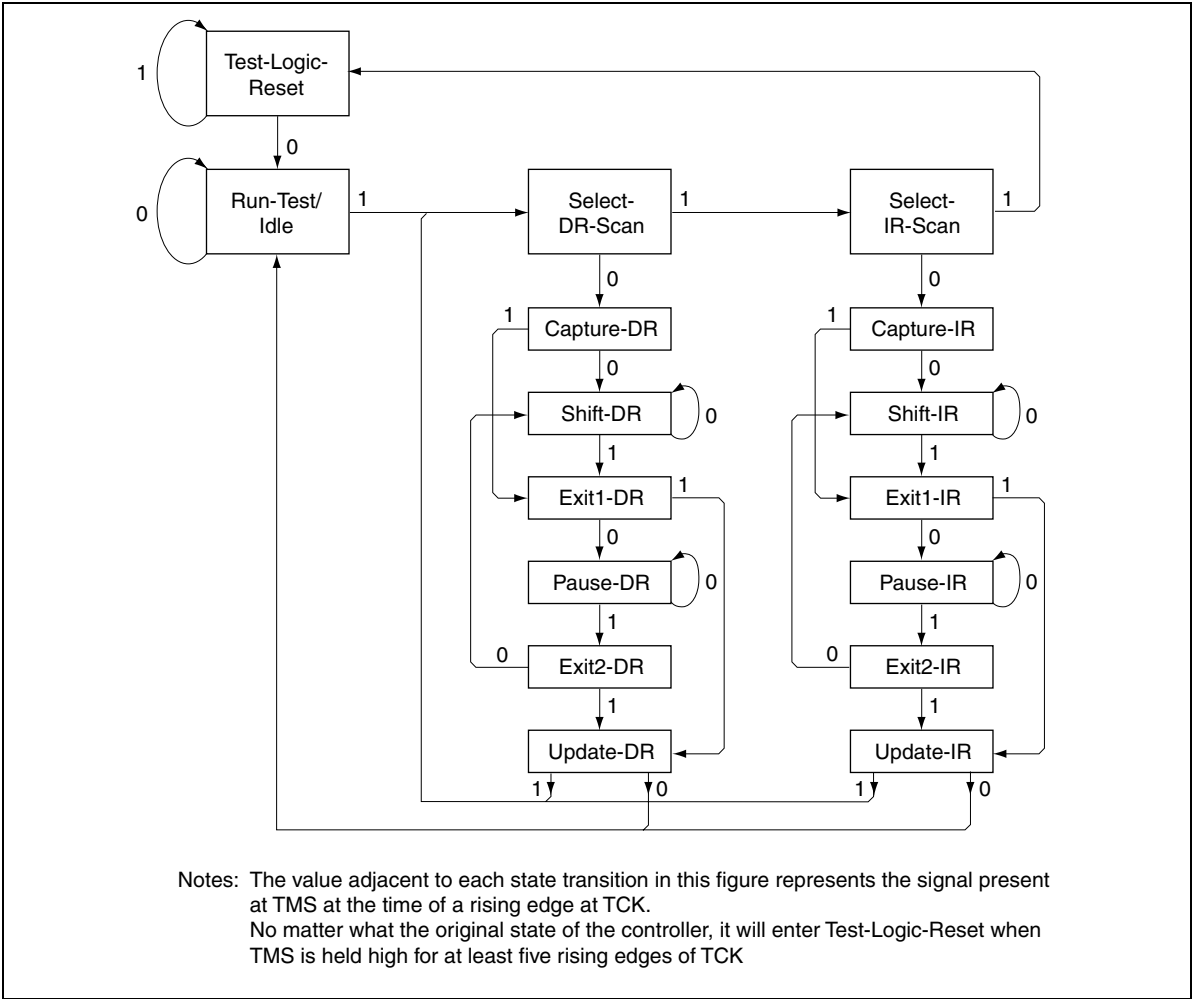 Test-Logic-
Reset
1
0
Run-Test/
Idle
0
1
Select-
DR-Scan
1
Select-
IR-Scan
1
0
0
1
Capture-DR
1
Capture-IR
0
0
Shift-DR
0
Shift-IR
0
1
1
Exit1-DR
1
Exit1-IR
1
0
0
Pause-DR
0
Pause-IR
0
1
1
0
Exit2-DR
0
Exit2-IR
1
1
Update-DR
Update-IR
1
0
1
0
Notes: The value adjacent to each state transition in this figure represents the signal present
at TMS at the time of a rising edge at TCK.
No matter what the original state of the controller, it will enter Test-Logic-Reset when
TMS is held high for at least five rising edges of TCK